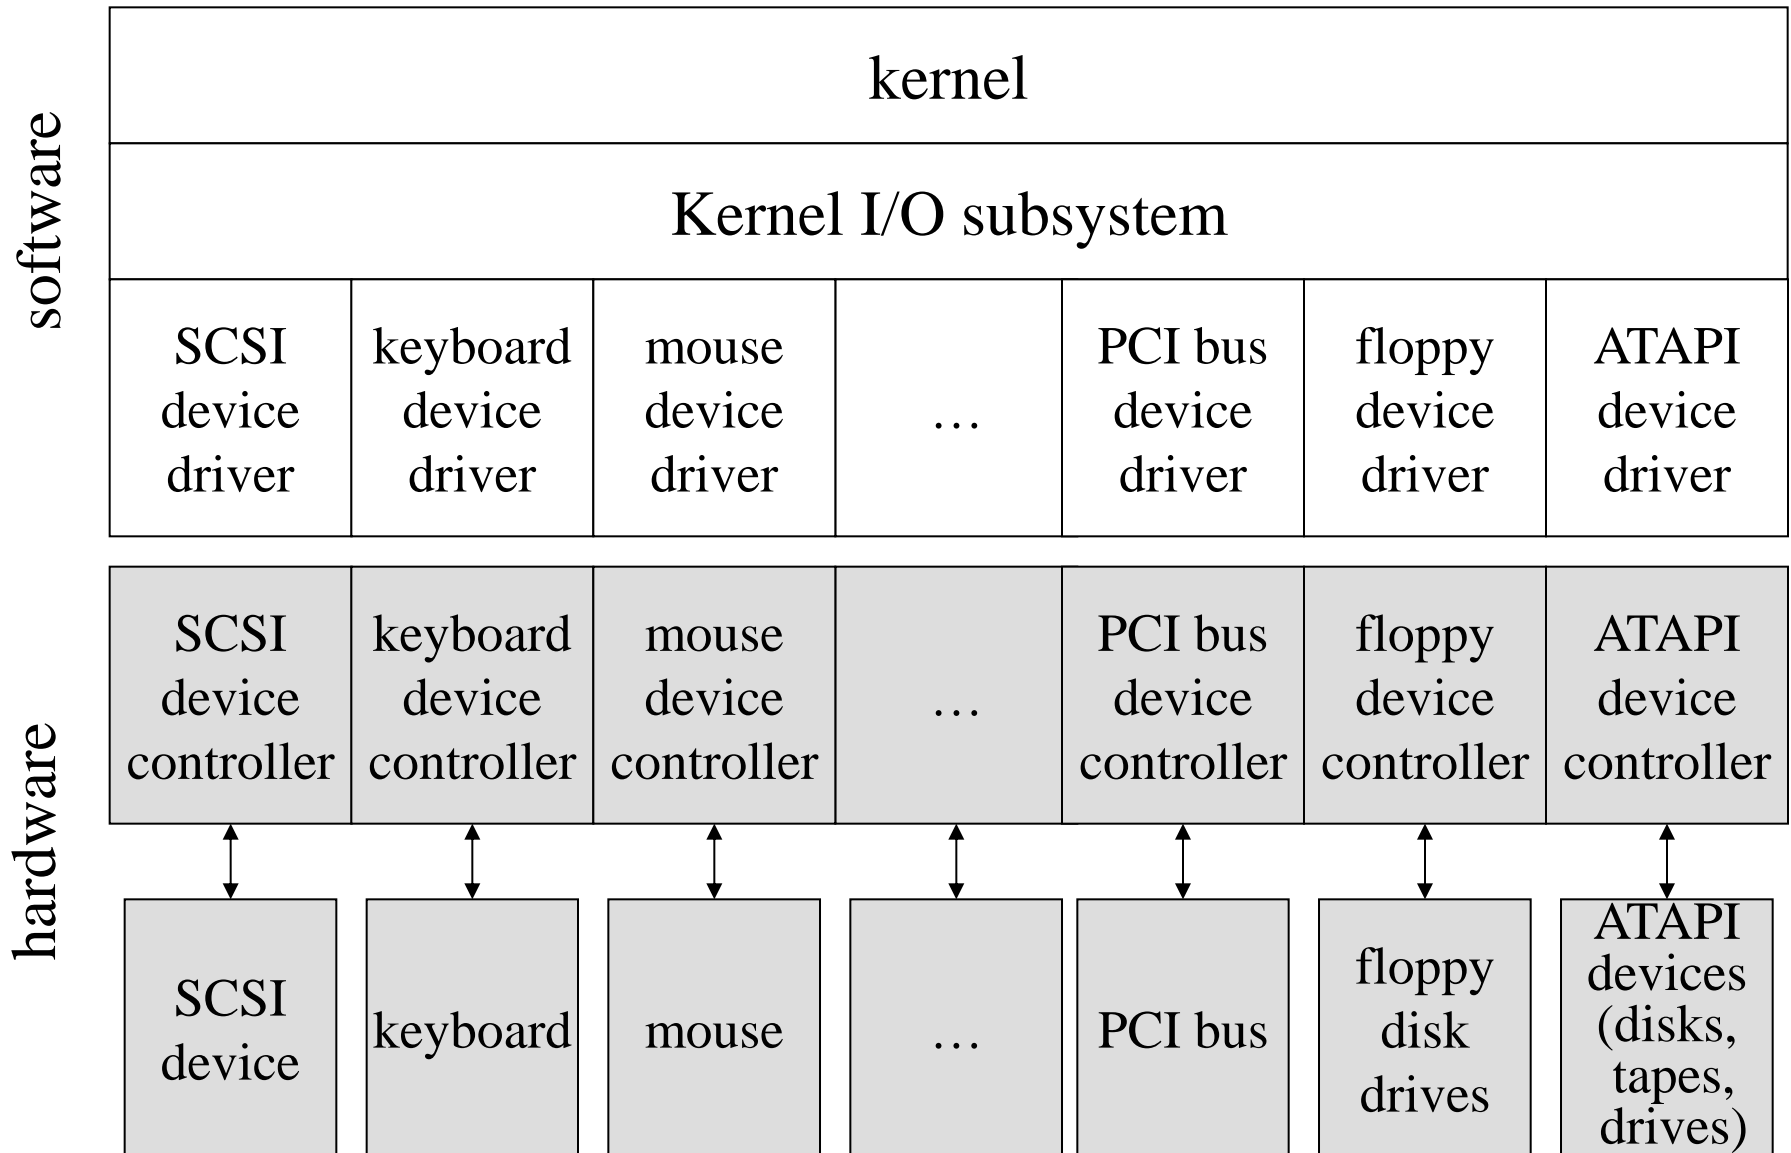 software
kernel
Kernel I/O subsystem
SCSI
device
driver
keyboard
device
driver
mouse
device
driver
…
PCI bus
device
driver
floppy
device
driver
ATAPI
device
driver
hardware
SCSI
device
controller
keyboard
device
controller
mouse
device
controller
…
PCI bus
device
controller
floppy
device
controller
ATAPI
device
controller
SCSI
device
keyboard
mouse
…
PCI bus
floppy
disk
drives
ATAPI
devices
(disks,
tapes,
drives)